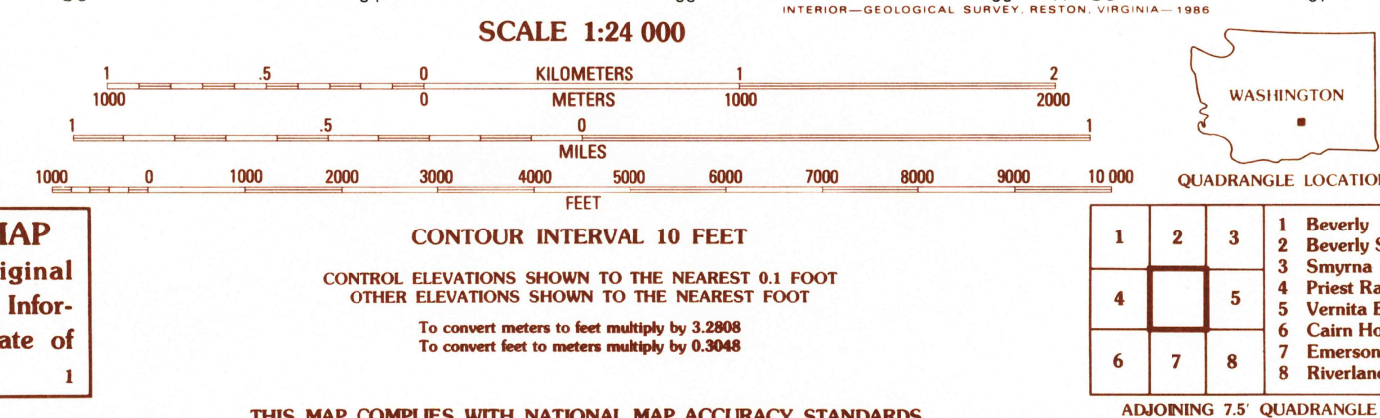 INTERIOR—GEOLOGICAL SURVEY, RESTON, VIRGINIA—1986
SCALE 1:24 000
1 .5 0 KILOMETERS 1 2
1000 0 METERS 1000 2000
1 .5 0 1
MILES
1000 0 1000 2000 3000 4000 5000 6000 7000 8000 9000 10 000
FEET
CONTOUR INTERVAL 10 FEET
CONTROL ELEVATIONS SHOWN TO THE NEAREST 0.1 FOOT
OTHER ELEVATIONS SHOWN TO THE NEAREST FOOT
To convert meters to feet multiply by 3.2808
To convert feet to meters multiply by 0.3048
THIS MAP COMPLIES WITH NATIONAL MAP ACCURACY STANDARDS
IAP
iginal
Infor-
ate of
1
WASHINGTON
QUADRANGLE LOCATION
1 2 3
4 5
6 7 8
1 Beverly
2 Beverly S
3 Smyrna
4 Priest Ra
5 Vernita B
6 Cairn Ho
7 Emerson
8 Riverland
ADJOINING 7.5' QUADRANGLE